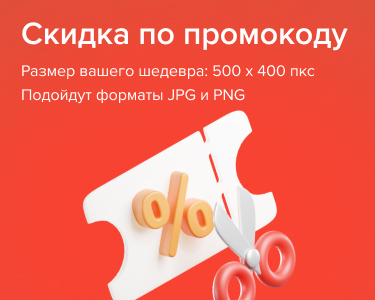 Скидка по промокоду
Размер вашего шедевра: 500 х 400 пкс
Подойдут форматы JPG и PNG
%